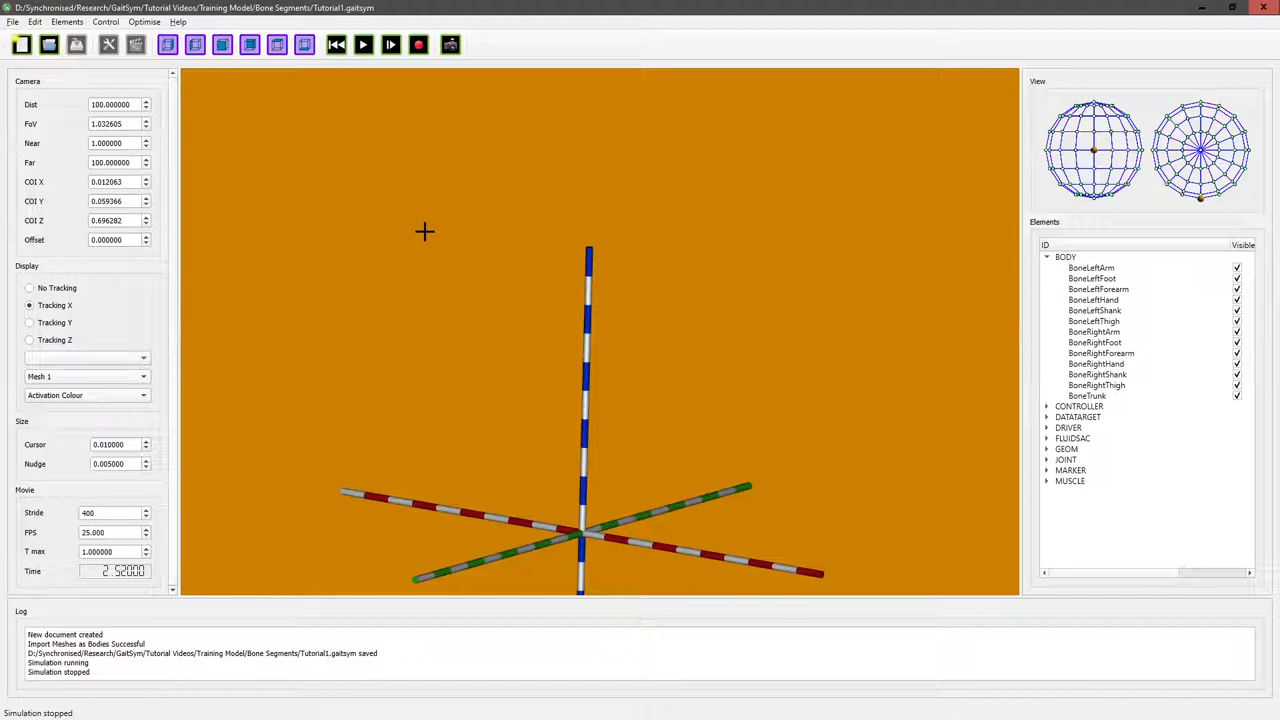 D:/Synchronised/Research/GaitSym/Tutorial Videos/Training Model/Bone Segments/Tutorial1.gaitsym
File Edit Elements Control Optimise Help
Camera
Dist 100.000000
FoV 1.032605
Near 1.000000
Far 100.000000
COI X 0.012063
COI Y 0.059366
COI Z 0.696282
Offset 0.000000
Display
No Tracking
Tracking X
Tracking Y
Tracking Z
Mesh 1
Activation Colour
Size
Cursor 0.010000
Nudge 0.005000
Movie
Stride 400
FPS 25.000
T max 1.000000
Time 2.52000
View
Elements
ID Visible
BODY
BoneLeftArm
BoneLeftFoot
BoneLeftForearm
BoneLeftHand
BoneLeftShank
BoneLeftThigh
BoneRightArm
BoneRightFoot
BoneRightForearm
BoneRightHand
BoneRightShank
BoneRightThigh
BoneTrunk
CONTROLLER
DATATARGET
DRIVER
FLUIDSAC
GEOM
JOINT
MARKER
MUSCLE
Log
New document created
Import Meshes as Bodies Successful
D:/Synchronised/Research/GaitSym/Tutorial Videos/Training Model/Bone Segments/Tutorial1.gaitsym saved
Simulation running
Simulation stopped
Simulation stopped